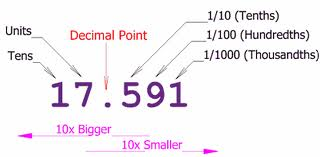 1/10 (Tenths)
Units
Decimal Point
1/100 (Hundredths)
Tens
1/1000 (Thousandths)
17.591
10x Bigger
10x Smaller